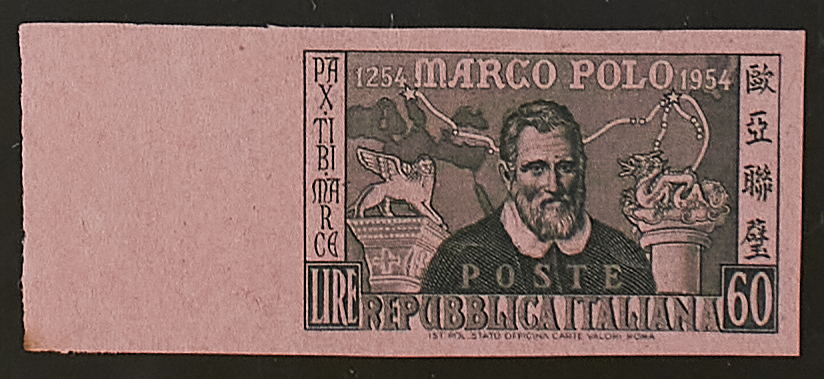 PAX·TIBI·MARCE
1254 MARCO POLO 1954
歐亞聯璧
POSTE
LIRE REPUBBLICA ITALIANA 60
IST. POL. STATO OFFICINA CARTE VALORI ROMA